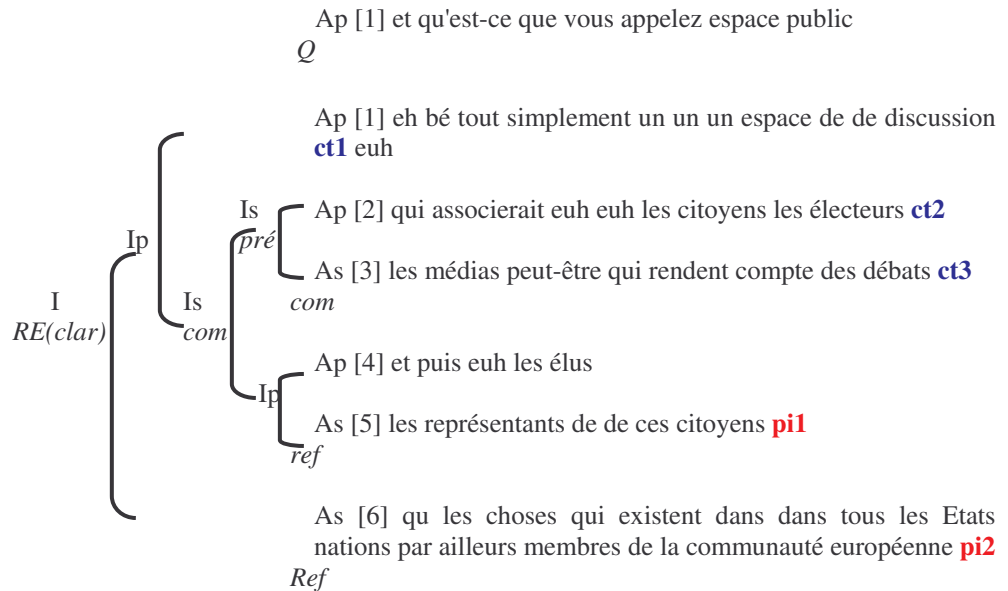 Ap [1] et qu'est-ce que vous appelez espace public
Q
Ap [1] eh bé tout simplement un un un espace de de discussion
ct1 euh
Is
pré
Ap [2] qui associerait euh euh les citoyens les électeurs ct2
Ip
As [3] les médias peut-être qui rendent compte des débats ct3
com
I
RE(clar)
Is
com
Ap [4] et puis euh les élus
Ip
As [5] les représentants de de ces citoyens pi1
ref
As [6] qu les choses qui existent dans dans tous les Etats
nations par ailleurs membres de la communauté européenne pi2
Ref